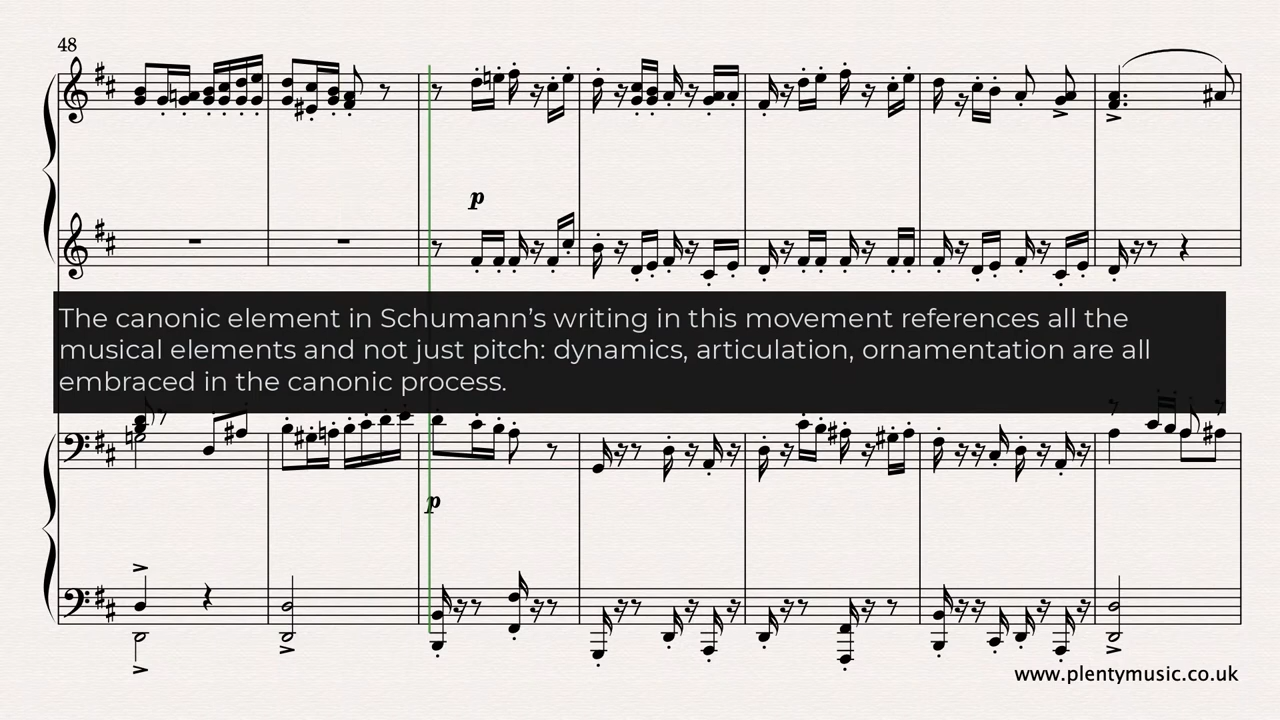 48
p
The canonic element in Schumann’s writing in this movement references all the
musical elements and not just pitch: dynamics, articulation, ornamentation are all
embraced in the canonic process.
p
www.plentymusic.co.uk